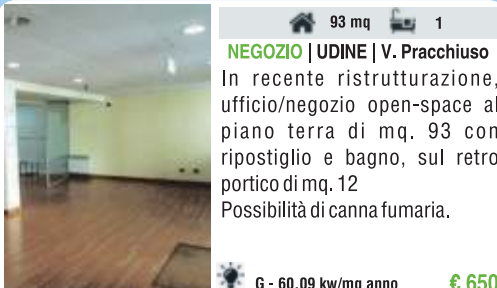 93 mq 1
NEGOZIO | UDINE | V. Pracchiuso
In recente ristrutturazione,
ufficio/negozio open-space al
piano terra di mq. 93 con
ripostiglio e bagno, sul retro
portico di mq. 12
Possibilità di canna fumaria.
G - 60,09 kw/mq anno € 650